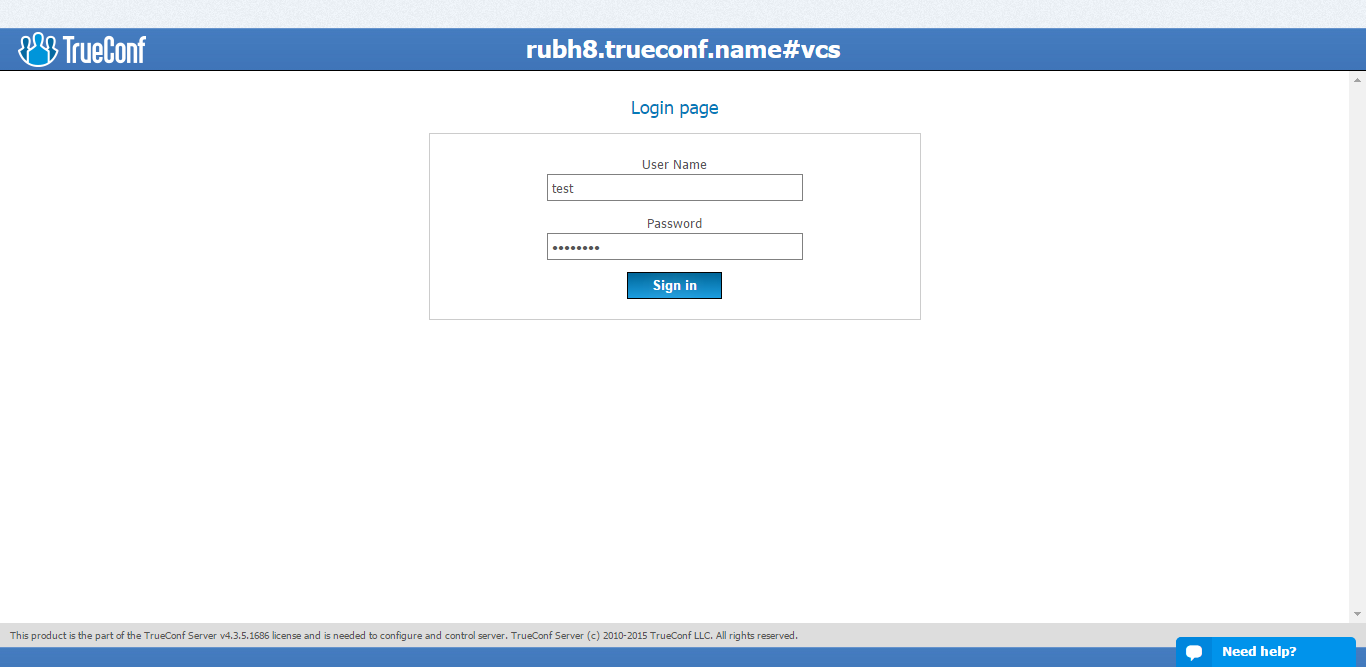 TrueConf
rubh8.trueconf.name#vcs
Login page
User Name
test
Password
••••••••
Sign in
This product is the part of the TrueConf Server v4.3.5.1686 license and is needed to configure and control server. TrueConf Server (c) 2010-2015 TrueConf LLC. All rights reserved.
Need help?